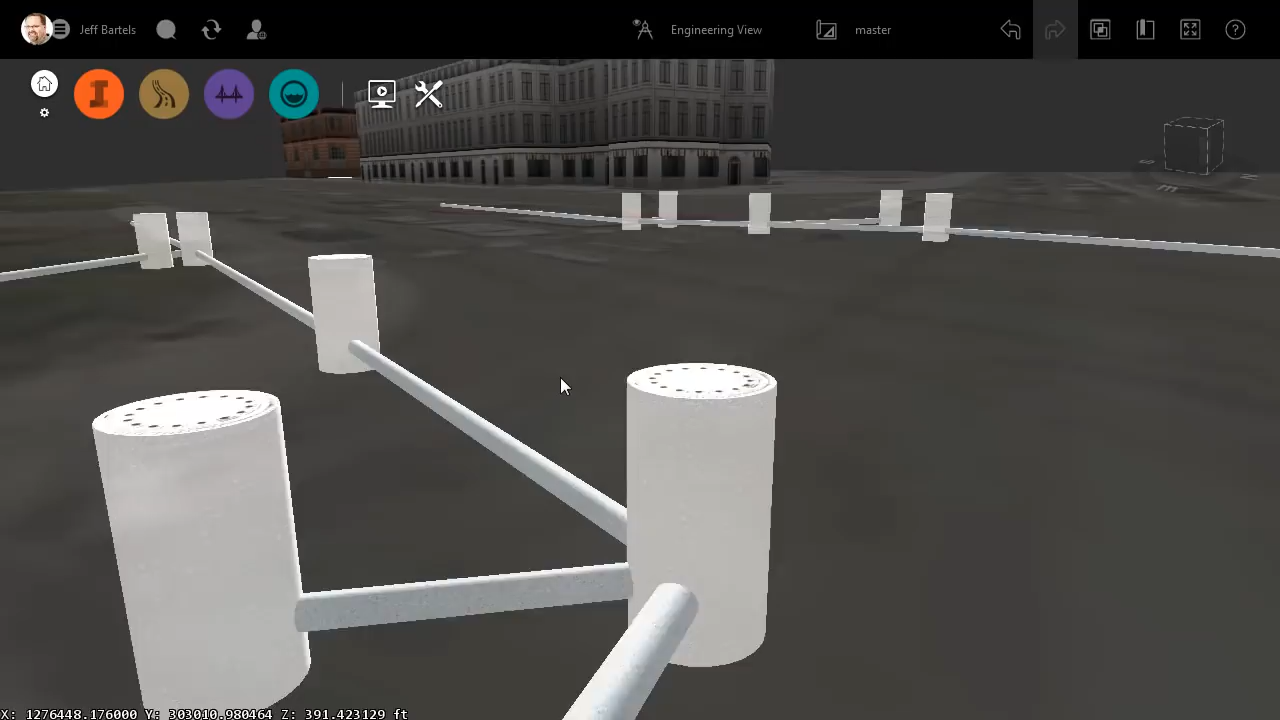 Jeff Bartels
Engineering View
master
X: 1276448.176000 Y: 303010.980464 Z: 391.423129 ft